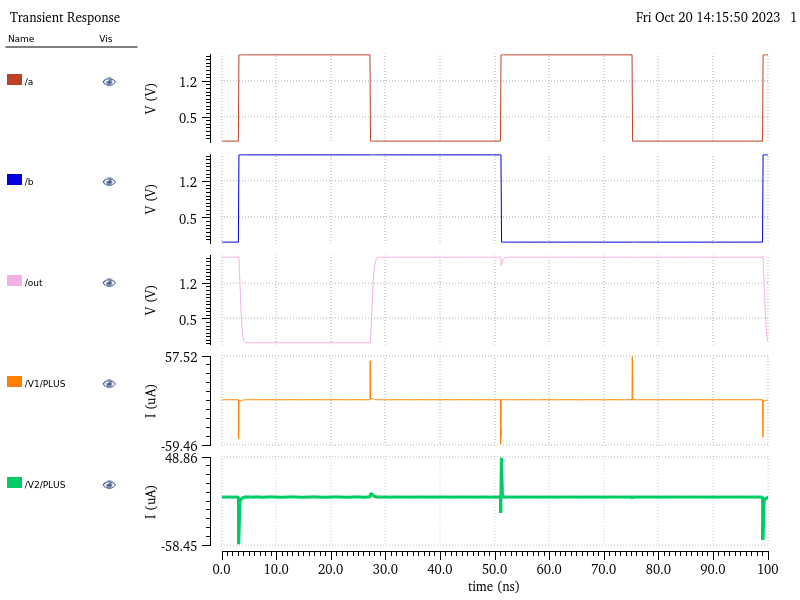 Transient Response
Fri Oct 20 14:15:50 2023 1
Name Vis
/a
V (V)
1.2
0.5
/b
V (V)
1.2
0.5
/out
V (V)
1.2
0.5
/V1/PLUS
I (uA)
57.52
-59.46
/V2/PLUS
I (uA)
48.86
-58.45
0.0 10.0 20.0 30.0 40.0 50.0 60.0 70.0 80.0 90.0 100
time (ns)